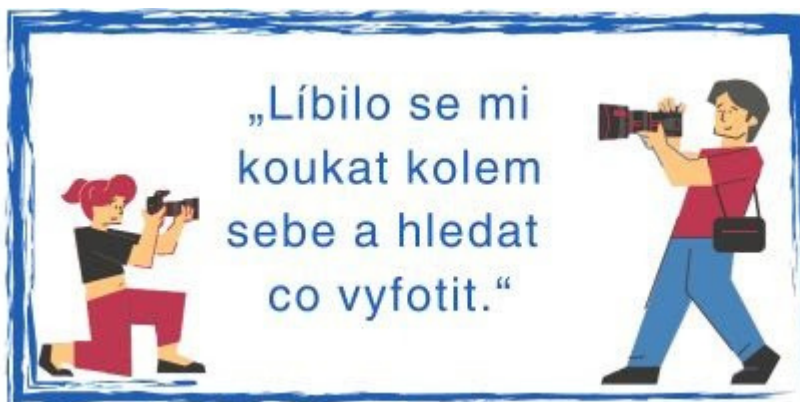 „Líbilo se mi
koukat kolem
sebe a hledat
co vyfotit.“